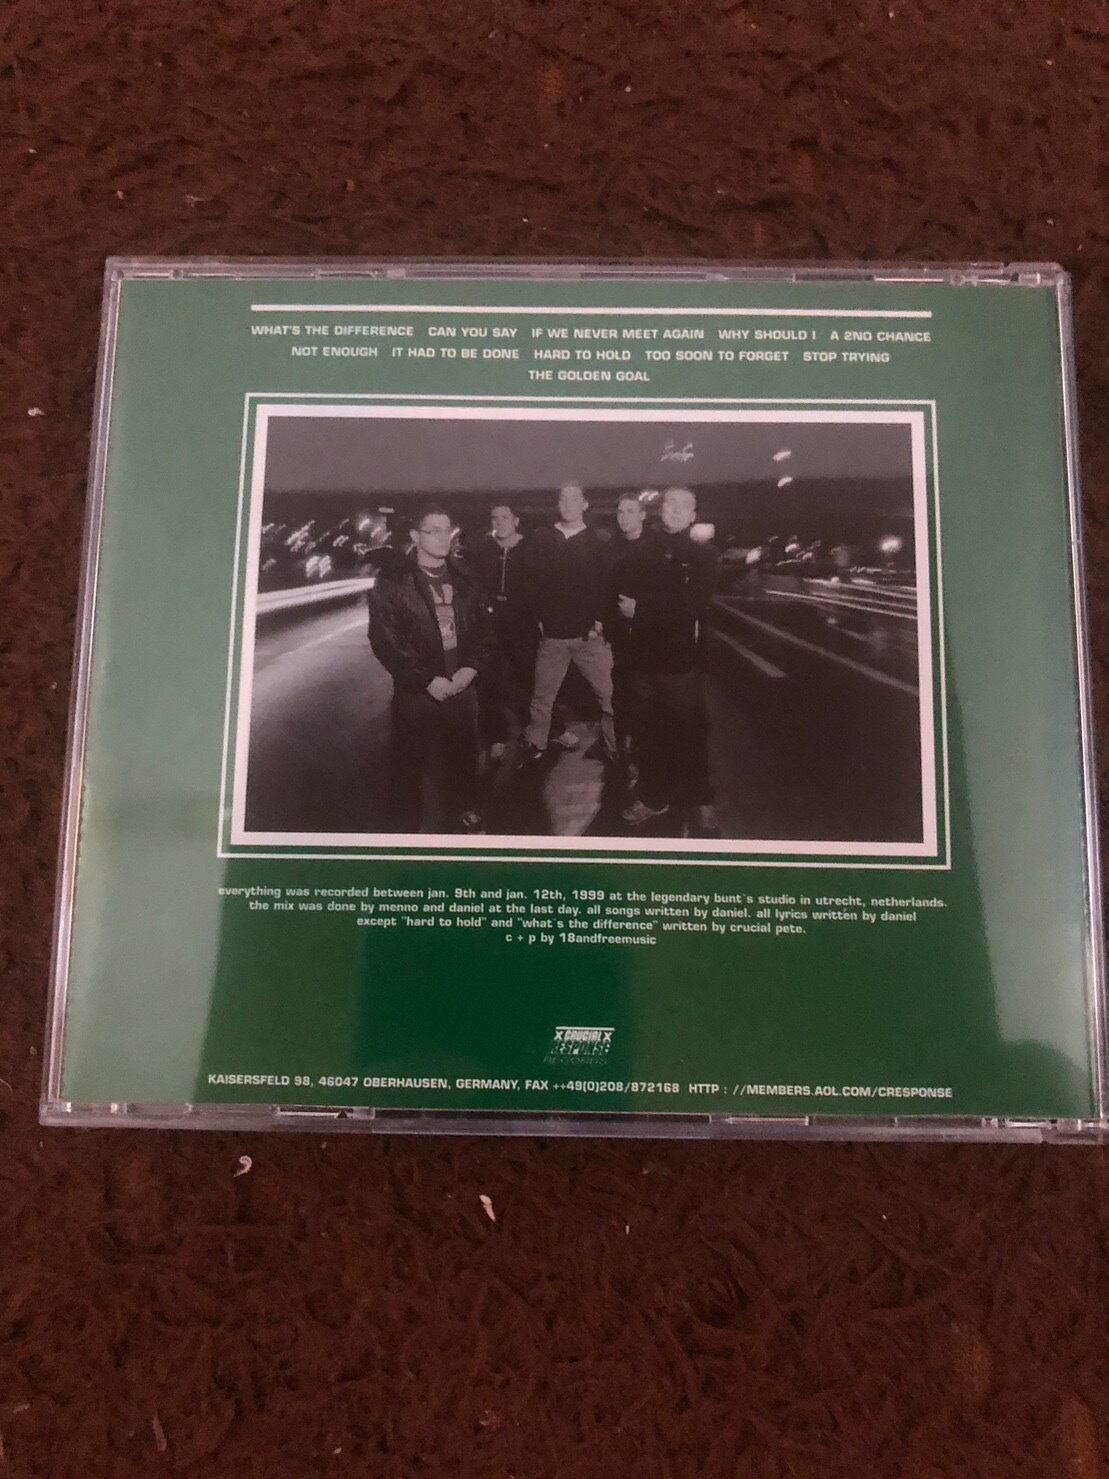 WHAT'S THE DIFFERENCE CAN YOU SAY IF WE NEVER MEET AGAIN WHY SHOULD I A 2ND CHANCE
NOT ENOUGH IT HAD TO BE DONE HARD TO HOLD TOO SOON TO FORGET STOP TRYING
THE GOLDEN GOAL
everything was recorded between jan. 9th and jan. 12th, 1999 at the legendary bunt`s studio in utrecht, netherlands.
the mix was done by menno and daniel at the last day. all songs written by daniel. all lyrics written by daniel
except "hard to hold" and "what`s the difference" written by crucial pete.
c + p by 18andfreemusic
X CRUCIAL X
RESPONSE
RECORDS
KAISERSFELD 98, 46047 OBERHAUSEN, GERMANY, FAX ++49(0)208/872168 HTTP : //MEMBERS.AOL.COM/CRESPONSE